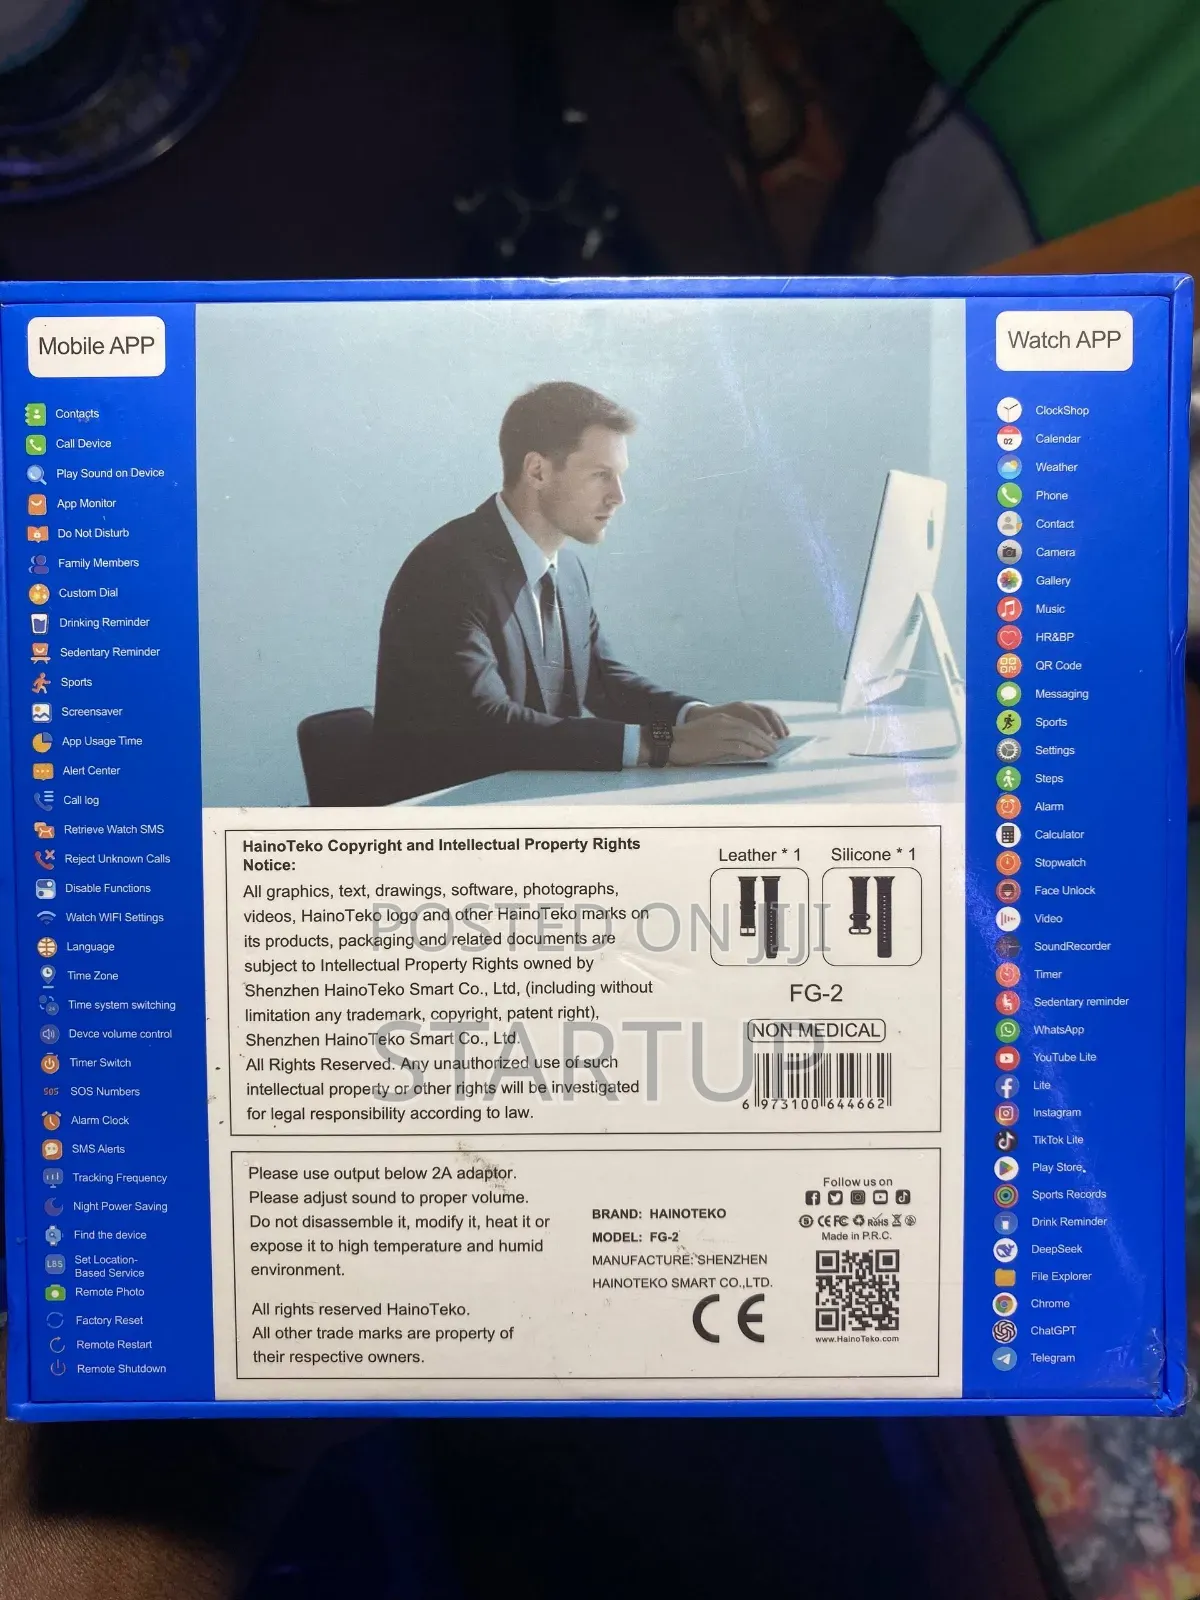 Mobile APP
Contacts
Call Device
Play Sound on Device
App Monitor
Do Not Disturb
Family Members
Custom Dial
Drinking Reminder
Sedentary Reminder
Sports
Screensaver
App Usage Time
Alert Center
Call log
Retrieve Watch SMS
Reject Unknown Calls
Disable Functions
Watch WIFI Settings
Language
Time Zone
Time system switching
Devce volume control
Timer Switch
SOS
SOS Numbers
Alarm Clock
SMS Alerts
Tracking Frequency
Night Power Saving
Find the device
LBS
Set Location-
Based Service
Remote Photo
Factory Reset
Remote Restart
Remote Shutdown
HainoTeko Copyright and Intellectual Property Rights
Notice:
All graphics, text, drawings, software, photographs,
videos, HainoTeko logo and other HainoTeko marks on
its products, packaging and related documents are
subject to Intellectual Property Rights owned by
Shenzhen HainoTeko Smart Co., Ltd, (including without
limitation any trademark, copyright, patent right),
Shenzhen HainoTeko Smart Co., Ltd.
All Rights Reserved. Any unauthorized use of such
intellectual property or other rights will be investigated
for legal responsibility according to law.
Leather * 1
Silicone * 1
FG-2
NON MEDICAL
6 973100 644662
POSTED ON JIJI
STARTUP
Please use output below 2A adaptor.
Please adjust sound to proper volume.
Do not disassemble it, modify it, heat it or
expose it to high temperature and humid
environment.
All rights reserved HainoTeko.
All other trade marks are property of
their respective owners.
BRAND: HAINOTEKO
MODEL: FG-2
MANUFACTURE: SHENZHEN
HAINOTEKO SMART CO.,LTD.
CE
Follow us on
CE FC RoHS
Made in P.R.C.
www.HainoTeko.com
Watch APP
ClockShop
02
Calendar
Weather
Phone
Contact
Camera
Gallery
Music
HR&BP
QR Code
Messaging
Sports
Settings
Steps
Alarm
Calculator
Stopwatch
Face Unlock
Video
SoundRecorder
Timer
Sedentary reminder
WhatsApp
YouTube Lite
Lite
Instagram
TikTok Lite
Play Store
Sports Records
Drink Reminder
DeepSeek
File Explorer
Chrome
ChatGPT
Telegram